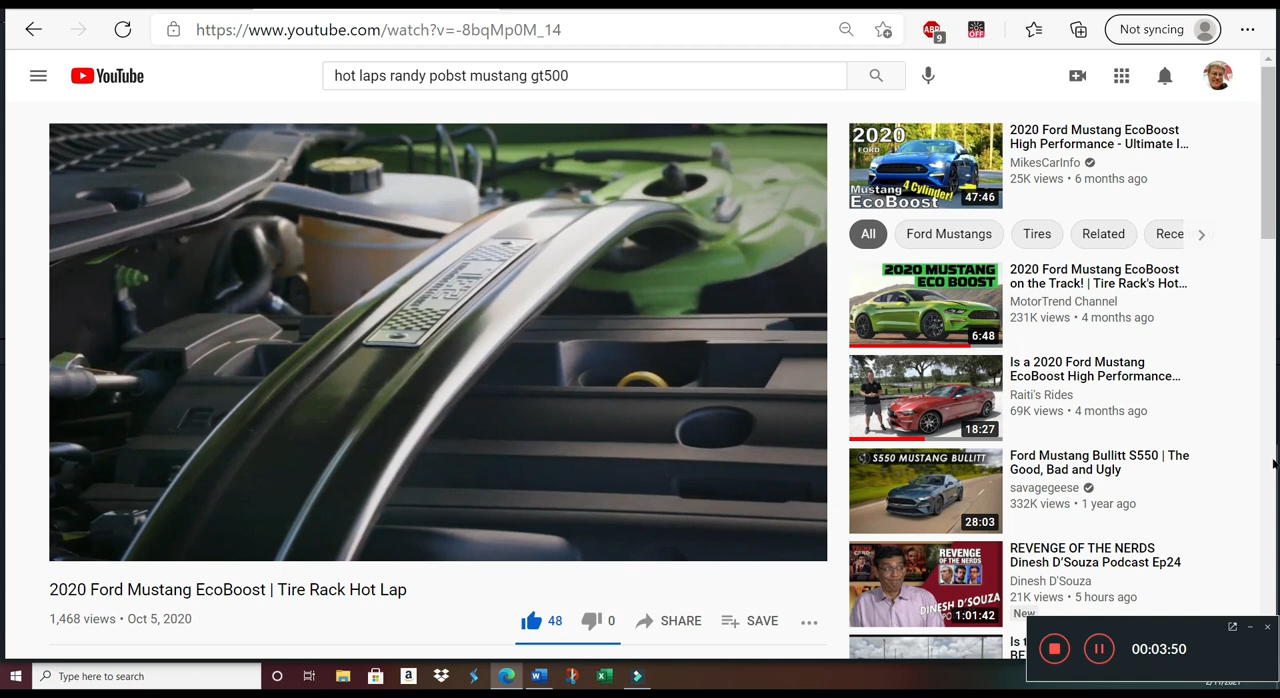 https://www.youtube.com/watch?v=-8bqMp0M_14
ABP
9
OFF
Not syncing
YouTube
hot laps randy pobst mustang gt500
2020 Ford Mustang EcoBoost | Tire Rack Hot Lap
1,468 views • Oct 5, 2020
48
0
SHARE
SAVE
2020
FORD
Mustang
EcoBoost
4 Cylinder!
47:46
2020 Ford Mustang EcoBoost
High Performance - Ultimate I...
MikesCarInfo
25K views • 6 months ago
All
Ford Mustangs
Tires
Related
Rece
2020 MUSTANG
ECO BOOST
6:48
2020 Ford Mustang EcoBoost
on the Track! | Tire Rack's Hot...
MotorTrend Channel
231K views • 4 months ago
18:27
Is a 2020 Ford Mustang
EcoBoost High Performance...
Raiti's Rides
69K views • 4 months ago
S550 MUSTANG BULLITT
28:03
Ford Mustang Bullitt S550 | The
Good, Bad and Ugly
savagegeese
332K views • 1 year ago
REVENGE OF
THE NERDS
DINESH D'SOUZA
1:01:42
REVENGE OF THE NERDS
Dinesh D'Souza Podcast Ep24
Dinesh D'Souza
21K views • 5 hours ago
New
00:03:50
Type here to search